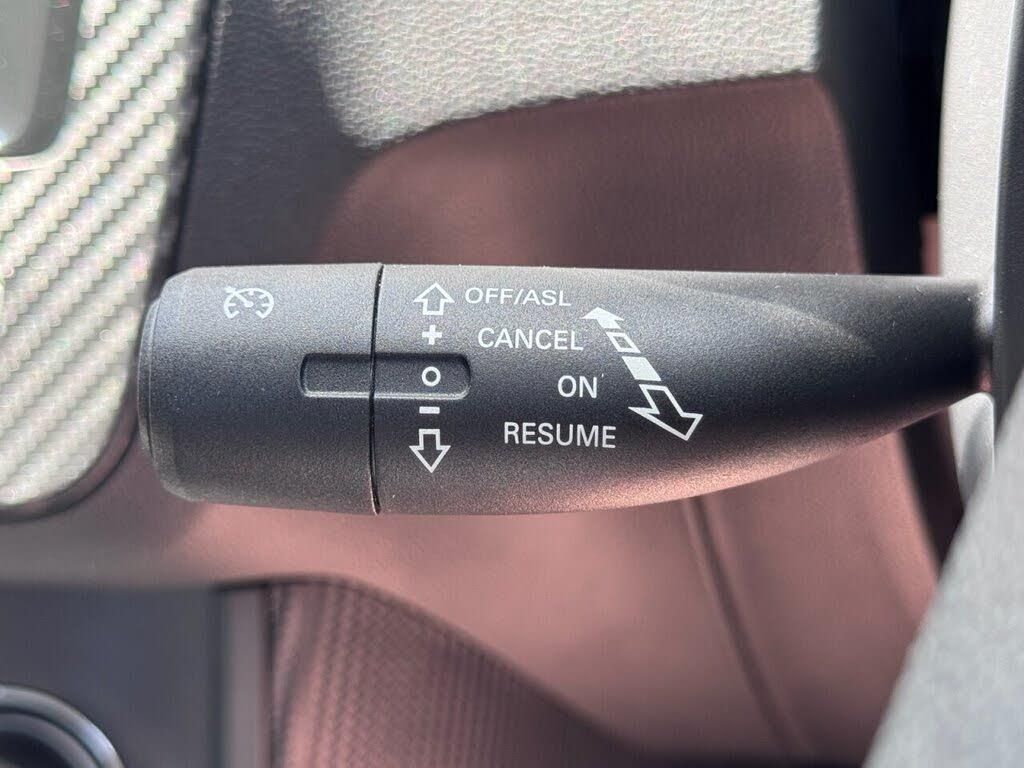 OFF/ASL
+ CANCEL
O ON
- RESUME